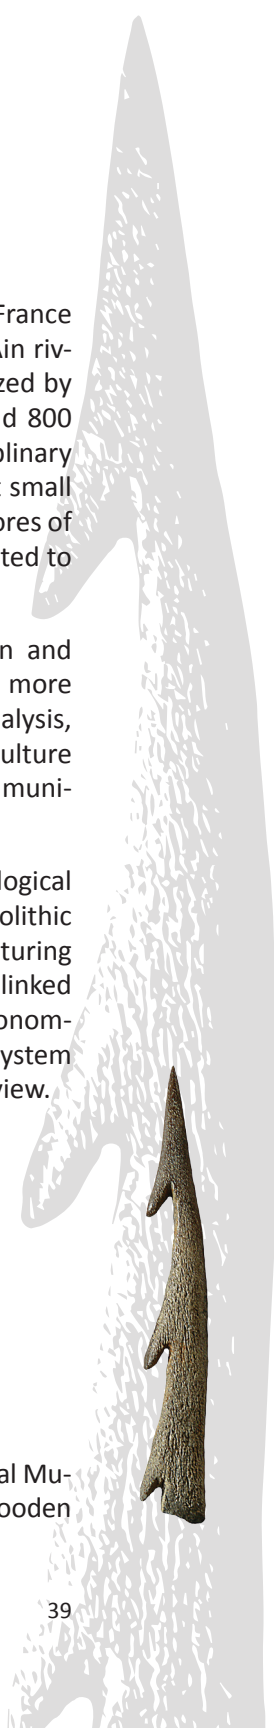 France
Ain riv-
zed by
d 800
plinary
small
ores of
ted to
n and
more
alysis,
ulture
muni-
logical
olithic
turing
linked
onom-
ystem
view.
al Mu-
ooden
39